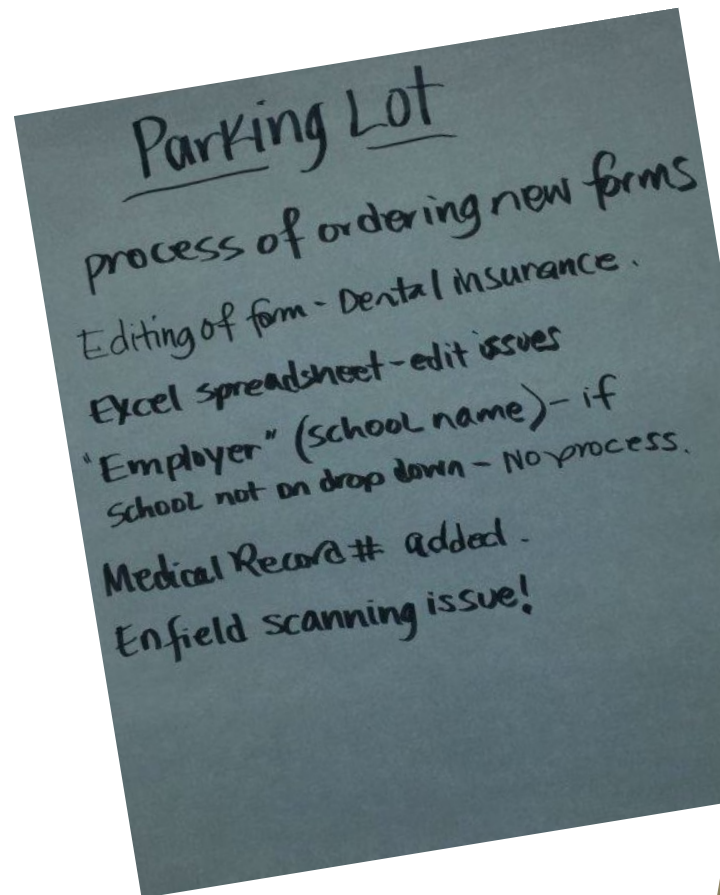 Parking Lot
process of ordering new forms
Editing of form - Dental insurance.
Excel spreadsheet - edit issues
"Employer" (school name) - if
School not on drop down - No process.
Medical Record # added.
Enfield scanning issue!